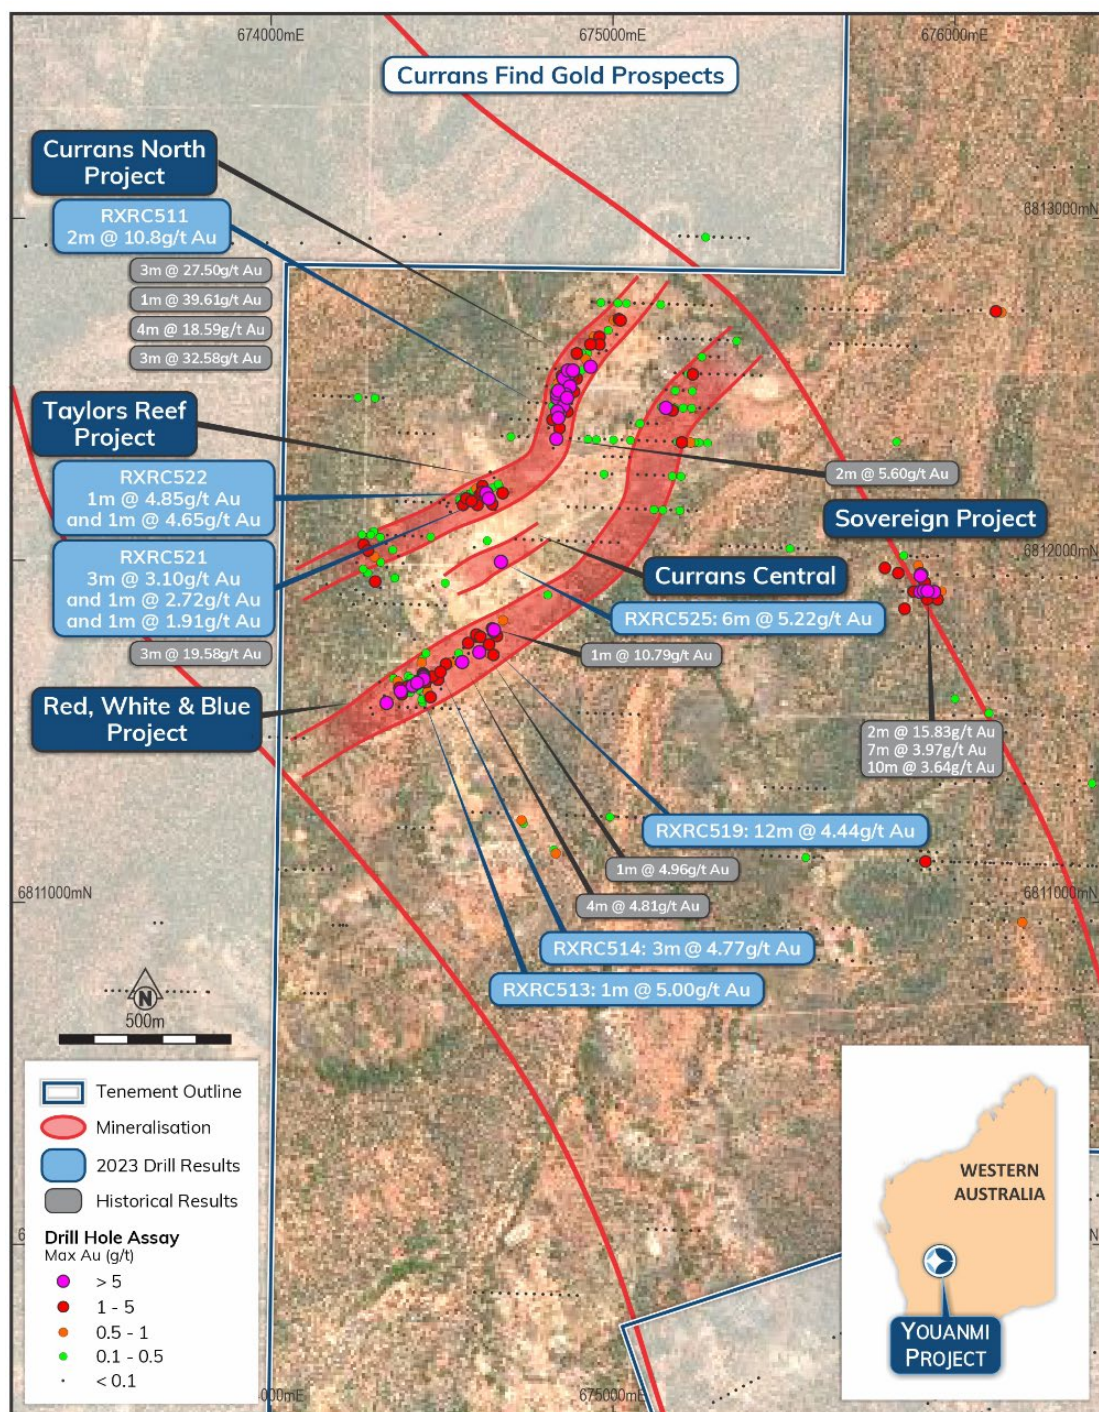 674000mE
675000mE
676000mE
Currans Find Gold Prospects
Currans North
Project
RXRC511
2m @ 10.8g/t Au
3m @ 27.50g/t Au
1m @ 39.61g/t Au
4m @ 18.59g/t Au
3m @ 32.58g/t Au
6813000mN
Taylors Reef
Project
RXRC522
1m @ 4.85g/t Au
and 1m @ 4.65g/t Au
RXRC521
3m @ 3.10g/t Au
and 1m @ 2.72g/t Au
and 1m @ 1.91g/t Au
3m @ 19.58g/t Au
2m @ 5.60g/t Au
Sovereign Project
6812000mN
Currans Central
RXRC525: 6m @ 5.22g/t Au
1m @ 10.79g/t Au
Red, White & Blue
Project
2m @ 15.83g/t Au
7m @ 3.97g/t Au
10m @ 3.64g/t Au
RXRC519: 12m @ 4.44g/t Au
1m @ 4.96g/t Au
4m @ 4.81g/t Au
6811000mN
6811000mN
RXRC514: 3m @ 4.77g/t Au
RXRC513: 1m @ 5.00g/t Au
N
500m
Tenement Outline
Mineralisation
2023 Drill Results
Historical Results
Drill Hole Assay
Max Au (g/t)
> 5
1 - 5
0.5 - 1
0.1 - 0.5
< 0.1
WESTERN
AUSTRALIA
YOUANMI
PROJECT
000mE
675000mE